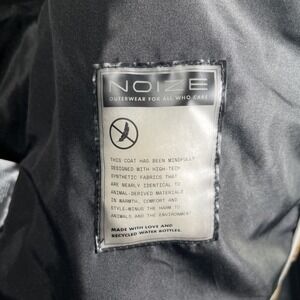 NOIZE
OUTERWEAR FOR ALL WHO CARE
THIS COAT HAS BEEN MINDFULLY
DESIGNED WITH HIGH-TECH
SYNTHETIC FABRICS THAT
ARE NEARLY IDENTICAL TO
ANIMAL-DERIVED MATERIALS
IN WARMTH, COMFORT AND
STYLE-MINUS THE HARM TO
ANIMALS AND THE ENVIRONMENT
MADE WITH LOVE AND
RECYCLED WATER BOTTLES.